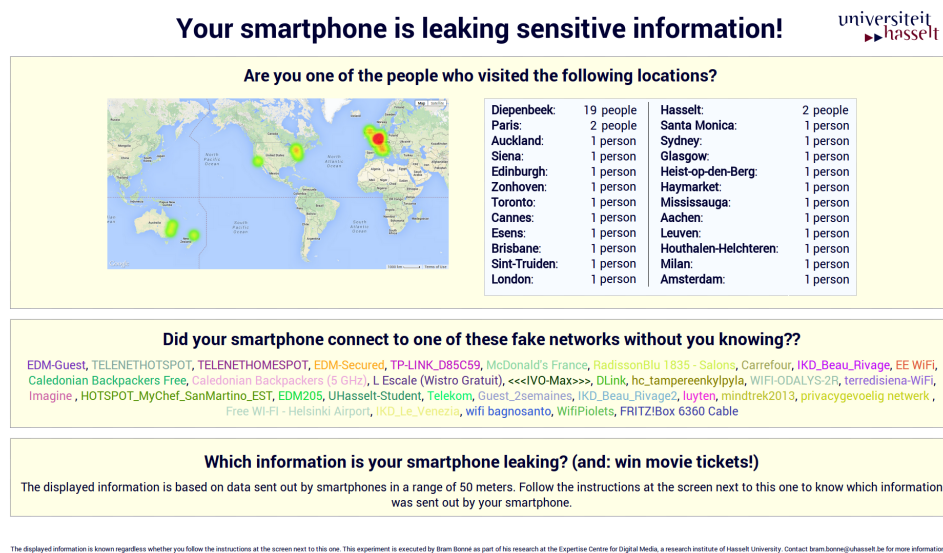 Your smartphone is leaking sensitive information!
universiteit
hasselt
Are you one of the people who visited the following locations?
Diepenbeek: 19 people Hasselt: 2 people
Paris: 2 people Santa Monica: 1 person
Auckland: 1 person Sydney: 1 person
Siena: 1 person Glasgow: 1 person
Edinburgh: 1 person Heist-op-den-Berg: 1 person
Zonhoven: 1 person Haymarket: 1 person
Toronto: 1 person Mississauga: 1 person
Cannes: 1 person Aachen: 1 person
Esens: 1 person Leuven: 1 person
Brisbane: 1 person Houthalen-Helchteren: 1 person
Sint-Truiden: 1 person Milan: 1 person
London: 1 person Amsterdam: 1 person
Did your smartphone connect to one of these fake networks without you knowing??
EDM-Guest, TELENETHOTSPOT, TELENETHOMESPOT, EDM-Secured, TP-LINK_D85C59, McDonald's France, RadissonBlu 1835 - Salons, Carrefour, IKD_Beau_Rivage, EE WiFi,
Caledonian Backpackers Free, Caledonian Backpackers (5 GHz), L Escale (Wistro Gratuit), <<<IVO-Max>>>, DLink, hc_tampereenkylpyla, WIFI-ODALYS-2R, terredisiena-WiFi,
Imagine , HOTSPOT_MyChef_SanMartino_EST, EDM205, UHasselt-Student, Telekom, Guest_2semaines, IKD_Beau_Rivage2, luyten, mindtrek2013, privacygevoelig netwerk ,
Free WI-FI - Helsinki Airport, IKD_Le_Venezia, wifi bagnosanto, WifiPiolets, FRITZ!Box 6360 Cable
Which information is your smartphone leaking? (and: win movie tickets!)
The displayed information is based on data sent out by smartphones in a range of 50 meters. Follow the instructions at the screen next to this one to know which information
was sent out by your smartphone.
The displayed information is known regardless whether you follow the instructions at the screen next to this one. This experiment is executed by Bram Bonné as part of his research at the Expertise Centre for Digital Media, a research institute of Hasselt University. Contact bram.bonne@uhasselt.be for more information